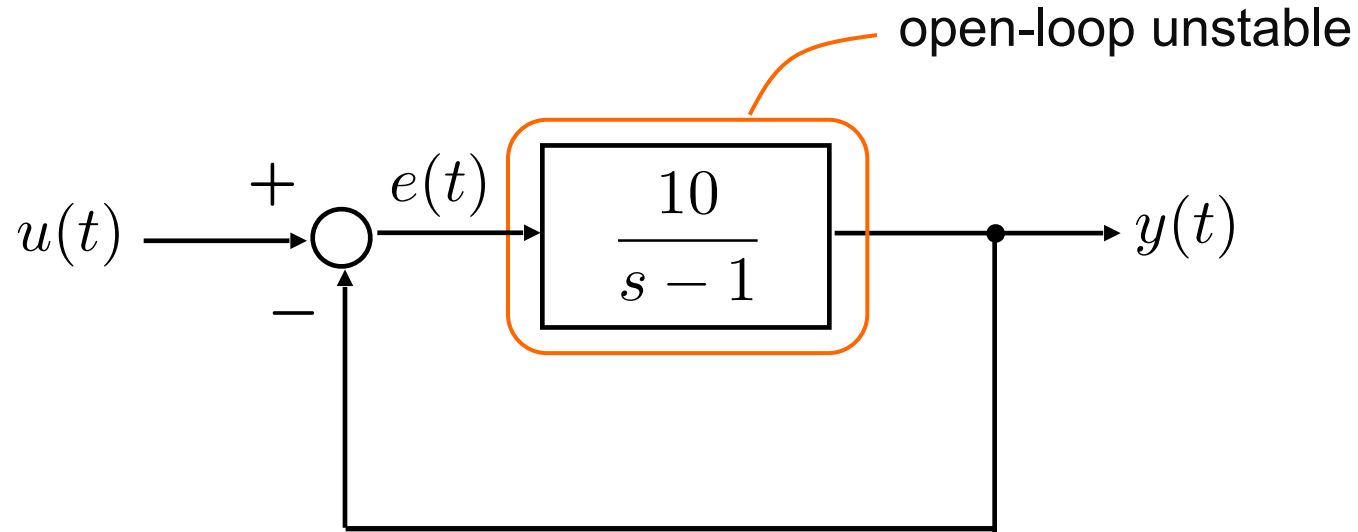 open-loop unstable
+
e(t)
10
u(t)
y(t)
s − 1
−